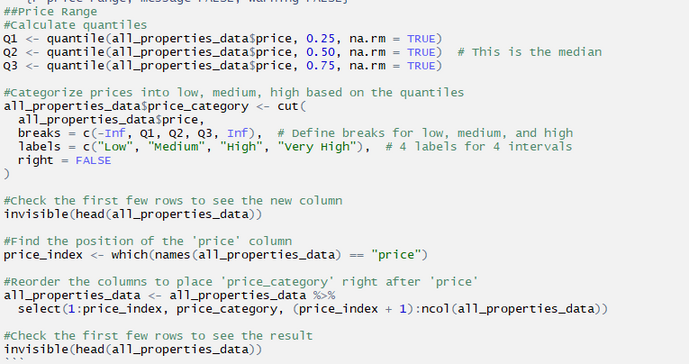 {r price range, message=FALSE, warning=FALSE}
##Price Range
#Calculate quantiles
Q1 <- quantile(all_properties_data$price, 0.25, na.rm = TRUE)
Q2 <- quantile(all_properties_data$price, 0.50, na.rm = TRUE)  # This is the median
Q3 <- quantile(all_properties_data$price, 0.75, na.rm = TRUE)
#Categorize prices into low, medium, high based on the quantiles
all_properties_data$price_category <- cut(
  all_properties_data$price,
  breaks = c(-Inf, Q1, Q2, Q3, Inf),  # Define breaks for low, medium, and high
  labels = c("Low", "Medium", "High", "Very High"),  # 4 labels for 4 intervals
  right = FALSE
)
#Check the first few rows to see the new column
invisible(head(all_properties_data))
#Find the position of the 'price' column
price_index <- which(names(all_properties_data) == "price")
#Reorder the columns to place 'price_category' right after 'price'
all_properties_data <- all_properties_data %>%
  select(1:price_index, price_category, (price_index + 1):ncol(all_properties_data))
#Check the first few rows to see the result
invisible(head(all_properties_data))
```